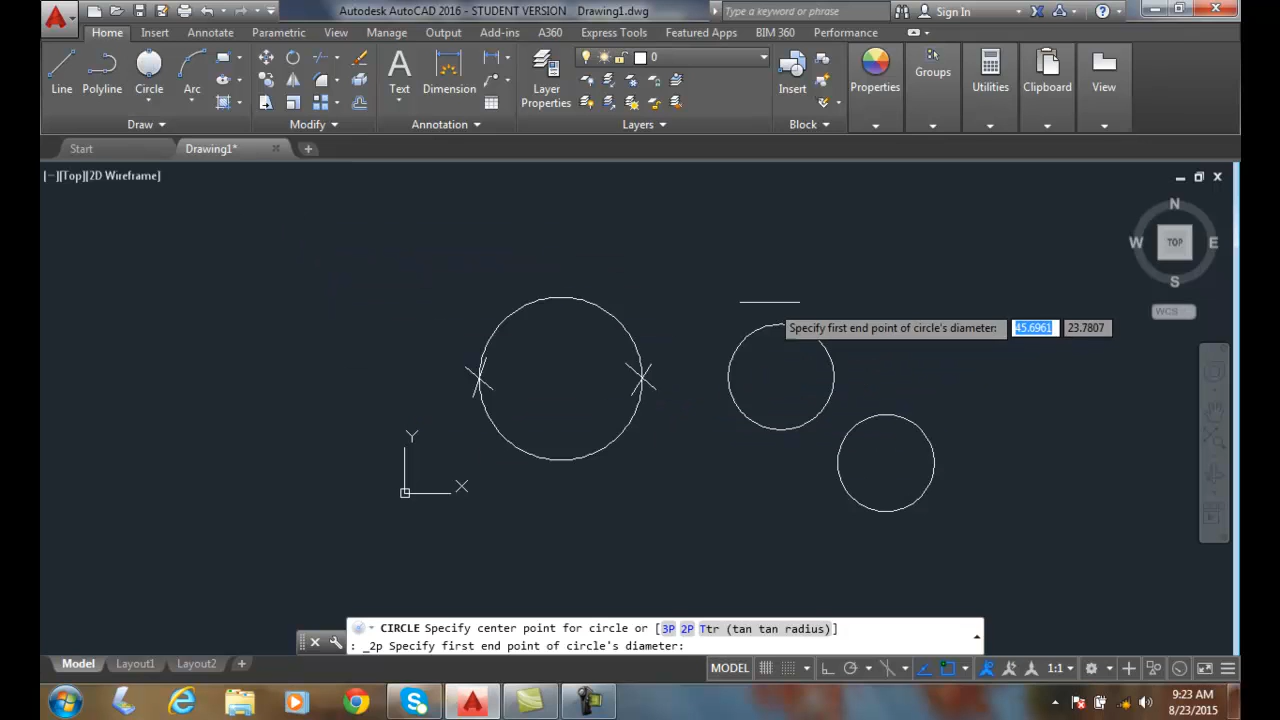 Autodesk AutoCAD 2016 - STUDENT VERSION Drawing1.dwg
Type a keyword or phrase
Sign In
Home Insert Annotate Parametric View Manage Output Add-ins A360 Express Tools Featured Apps BIM 360 Performance
0
Line Polyline Circle Arc Text Dimension Layer Properties Insert Properties Groups Utilities Clipboard View
Draw Modify Annotation Layers Block
Start Drawing1*
[−][Top][2D Wireframe]
N
W TOP E
S
WCS
Specify first end point of circle's diameter: 45.6961 23.7807
Y
X
CIRCLE Specify center point for circle or [3P 2P Ttr (tan tan radius)]
: _2p Specify first end point of circle's diameter:
Model Layout1 Layout2 MODEL 1:1
9:23 AM
8/23/2015